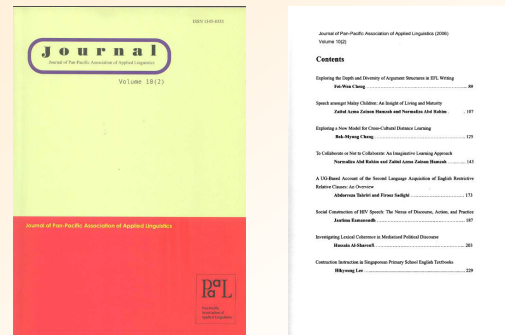 Journal
Journal of Pan-Pacific Association of Applied Linguistics
Volume 10(2)
Journal of Pan-Pacific Association of Applied Linguistics
PaaL
Pan-Pacific
Association of
Applied Linguistics
Journal of Pan-Pacific Association of Applied Linguistics (2006)
Volume 10(2)
Contents
Exploring the Depth and Diversity of Argument Structures in EFL Writing
Fei-Wen Cheng ... 89
Speech amongst Malay Children: An Insight of Living and Maturity
Zaitul Azma Zainon Hamzah and Normaliza Abd Rahim . . 107
Exploring a New Model for Cross-Cultural Distance Learning
Bok-Myung Chang ... 125
To Collaborate or Not to Collaborate: An Imaginative Learning Approach
Normaliza Abd Rahim and Zaitul Azma Zainon Hamzah ... 143
A UG-Based Account of the Second Language Acquisition of English Restrictive
Relative Clauses: An Overview
Abdorreza Tahriri and Firooz Sadighi ... 173
Social Construction of HIV Speech: The Nexus of Discourse, Action, and Practice
... 187
Investigating Lexical Coherence in Mediatised Political Discourse
Hossain Al-Sharoufi ... 203
Contraction Instruction in Singaporean Primary School English Textbooks
Hikyoung Lee ... 229